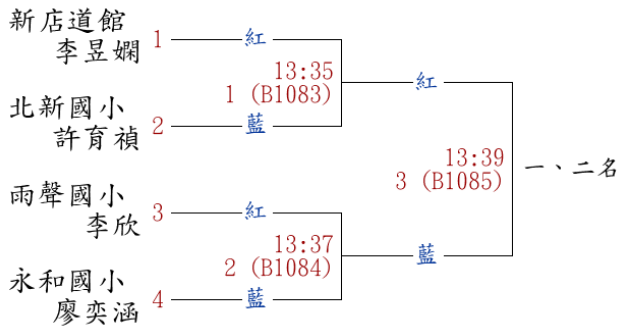 新店道館
李昱嫻
1
紅
13:35
1 (B1083)
北新國小
許育禎
2
藍
紅
13:39
3 (B1085)
一、二名
雨聲國小
李欣
3
紅
13:37
2 (B1084)
藍
永和國小
廖奕涵
4
藍